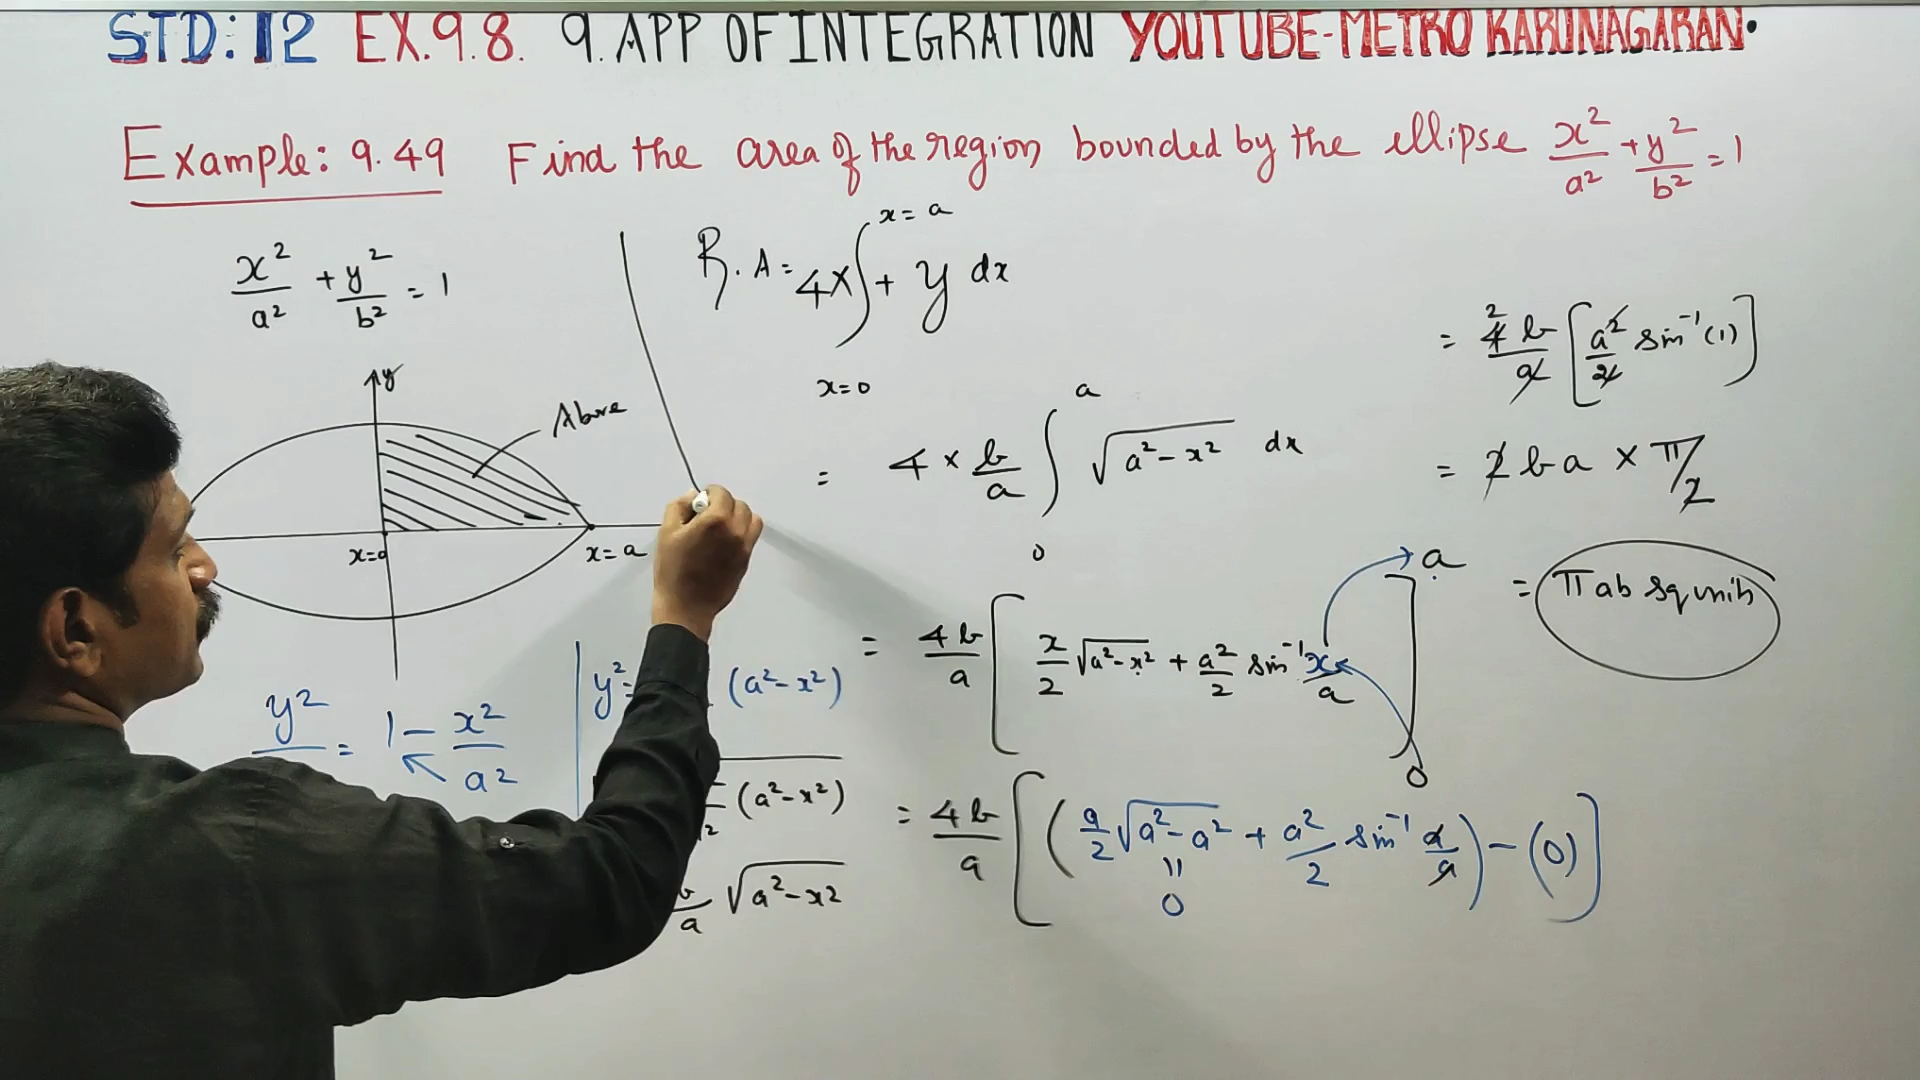 STD: 12 EX.9.8. 9. APP OF INTEGRATION YOUTUBE-METRO KARUNAGARAN.
Example: 9.49 Find the area of the region bounded by the ellipse x²/a² + y²/b² = 1
x²/a² + y²/b² = 1
y
Above
x=0
x=a
y²/ = 1 - x²/a²
y² = (a²-x²)
(a²-x²)
b/a √(a²-x²)
R.A = 4×∫ + y dx
x=a
x=0
= 4 × b/a ∫₀ᵃ √(a²-x²) dx
= 4b/a [ x/2 √(a²-x²) + a²/2 sin⁻¹ x/a ]₀ᵃ
= 4b/a [ ( a/2 √(a²-a²) + a²/2 sin⁻¹ a/a ) - (0) ]
=
0
= 4b/a [ a²/2 sin⁻¹(1) ]
2
= 2ba × π/2
= πab sq units